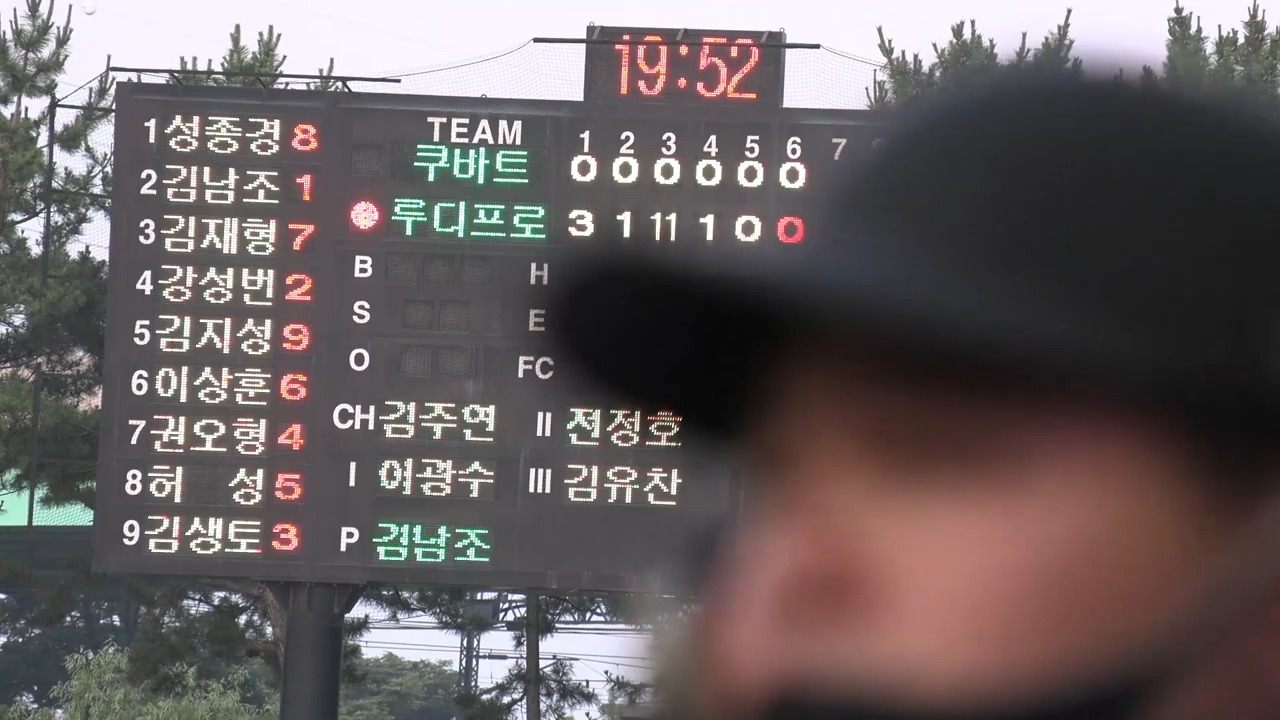 19:52
TEAM 1 2 3 4 5 6 7
쿠바트 0 0 0 0 0 0
루디프로 3 1 11 1 0 0
1 성종경 8
2 김남조 1
3 김재형 7
4 강성번 2
5 김지성 9
6 이상훈 6
7 권오형 4
8 허 성 5
9 김생토 3
B H
S E
O FC
CH 김주연 II 전정호
I 이광수 III 김유찬
P 김남조